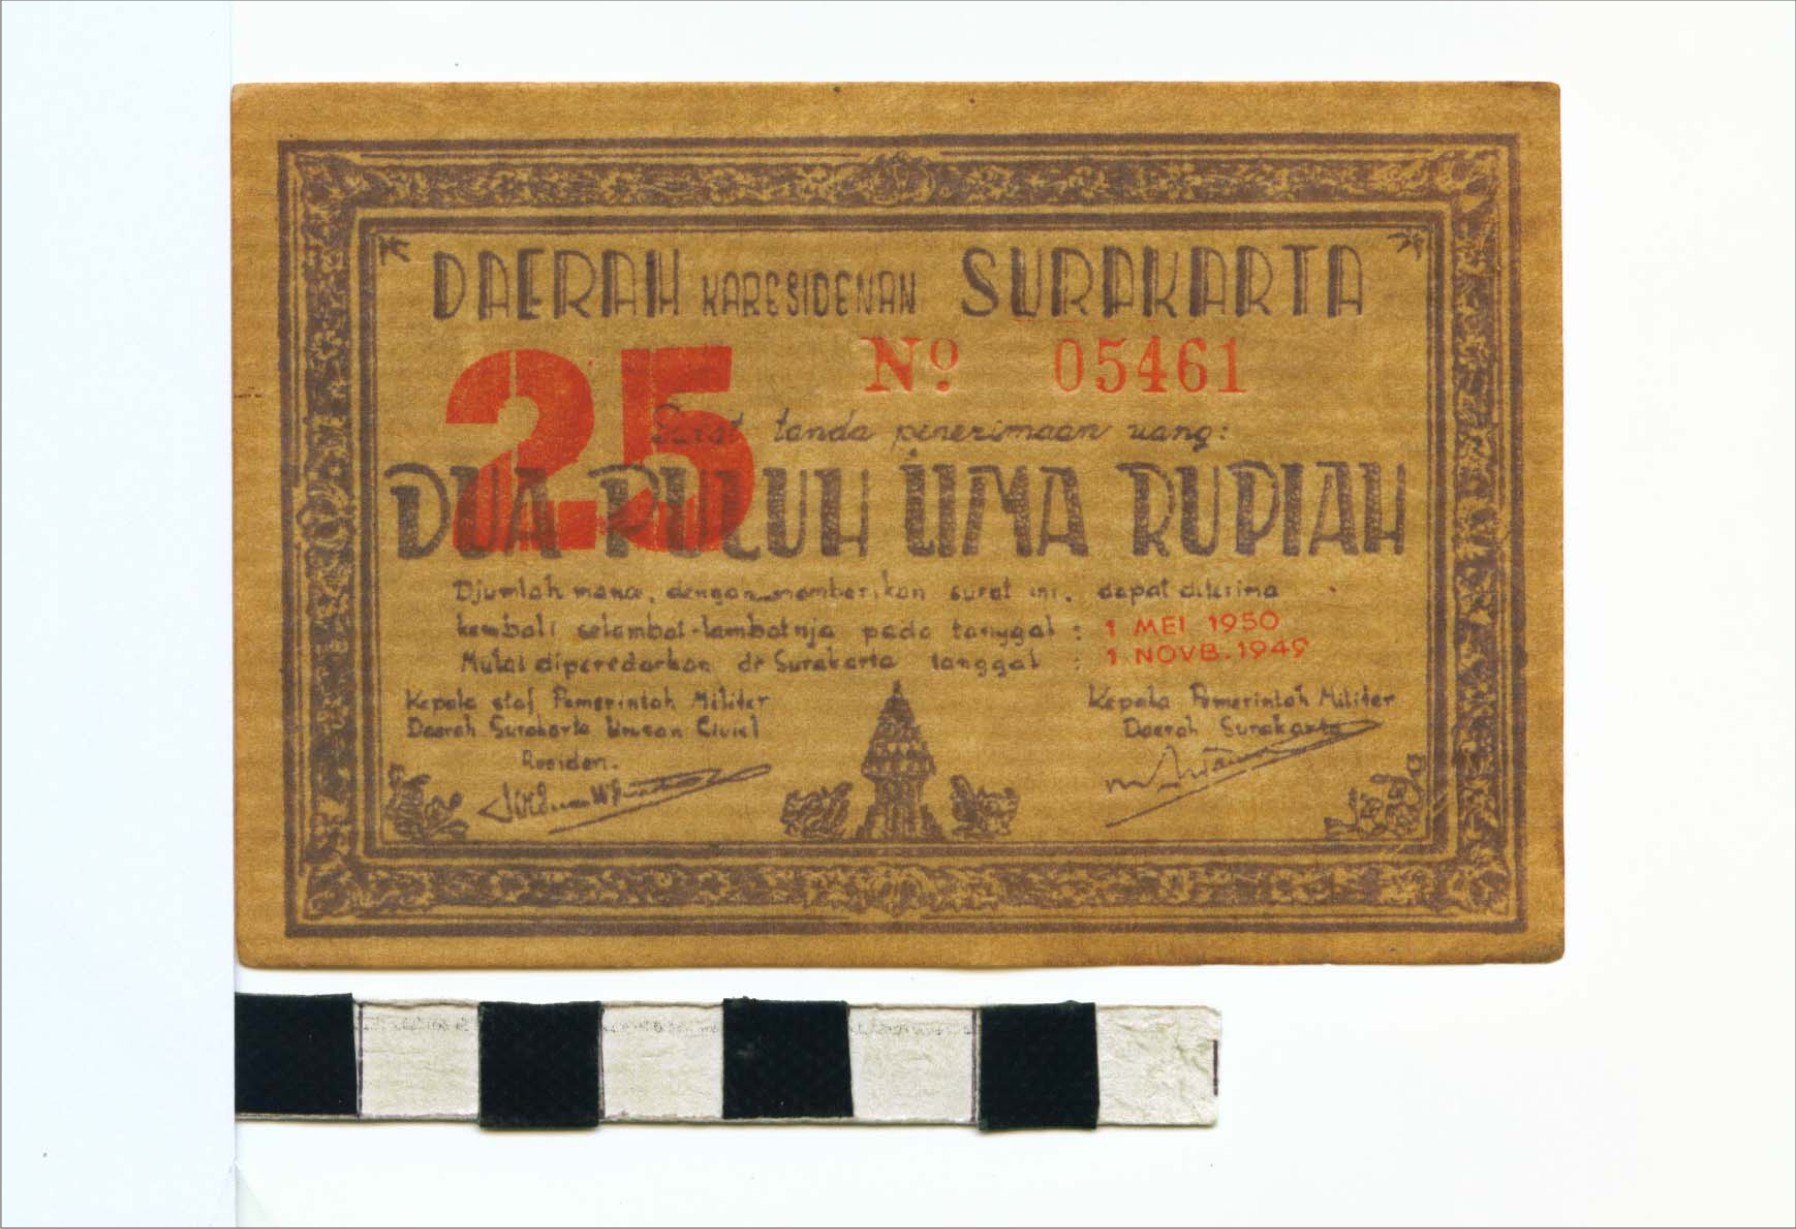 DAERAH KARESIDENAN SURAKARTA
25 Nº 05461
Surat tanda penerimaan uang:
DUA PULUH LIMA RUPIAH
Djumlah mana, dengan memberikan surat ini, dapat diterima
kembali selambat-lambatnja pada tanggal : 1 MEI 1950
Mulai diperedarkan di Surakarta tanggal : 1 NOVB. 1949
Kepala staf Pemerintah Militer
Daerah Surakarta Urusan Civiel
Residen.
Kepala Pemerintah Militer
Daerah Surakarta